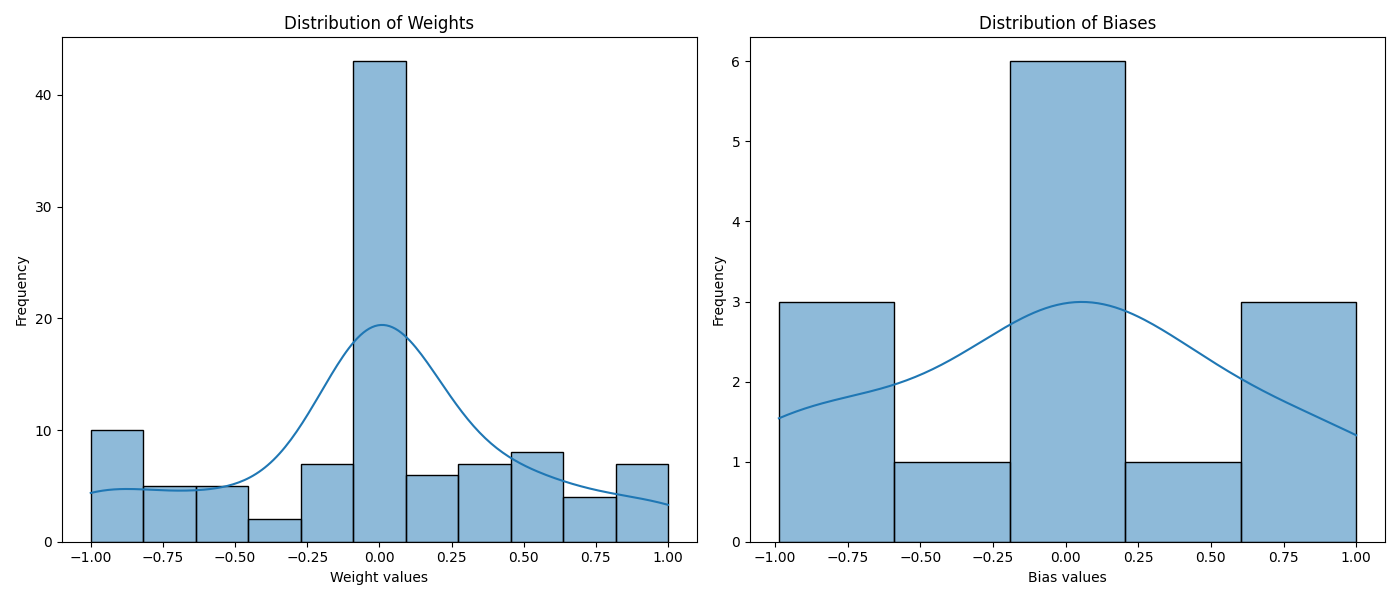 Distribution of Weights
Frequency
40
30
20
10
0
−1.00 −0.75 −0.50 −0.25 0.00 0.25 0.50 0.75 1.00
Weight values
Distribution of Biases
Frequency
6
5
4
3
2
1
0
−1.00 −0.75 −0.50 −0.25 0.00 0.25 0.50 0.75 1.00
Bias values